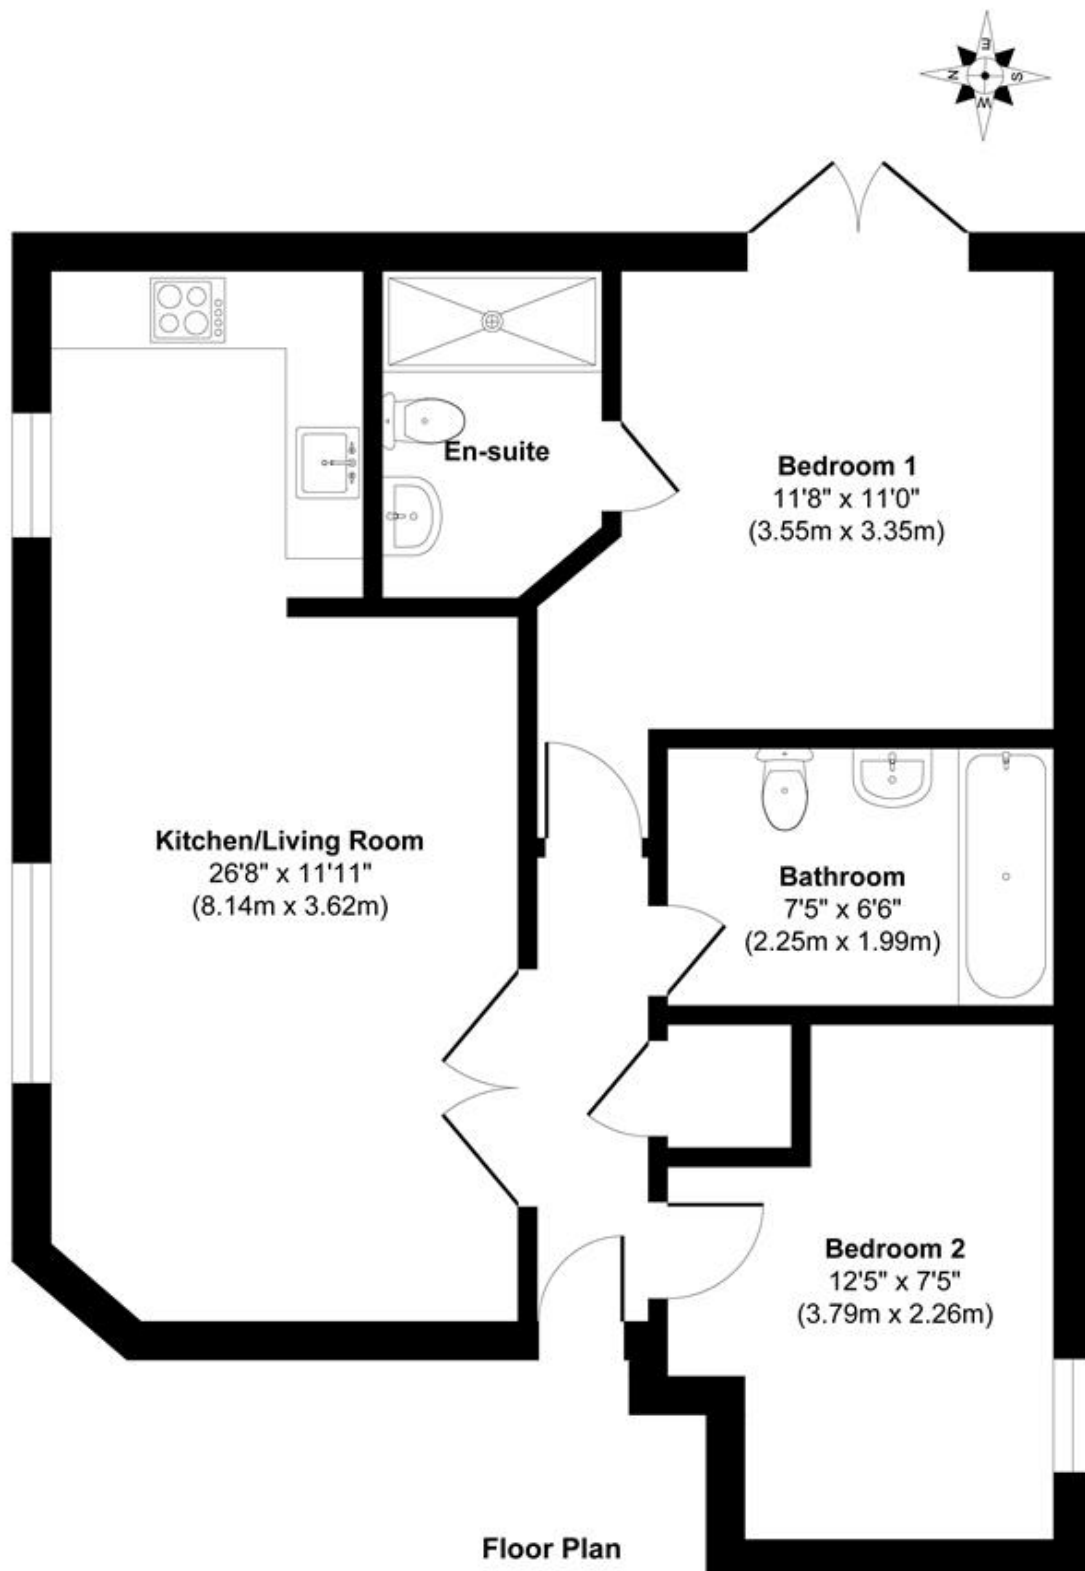 E
N S
W
En-suite
Bedroom 1
11'8" x 11'0"
(3.55m x 3.35m)
Kitchen/Living Room
26'8" x 11'11"
(8.14m x 3.62m)
Bathroom
7'5" x 6'6"
(2.25m x 1.99m)
Bedroom 2
12'5" x 7'5"
(3.79m x 2.26m)
Floor Plan